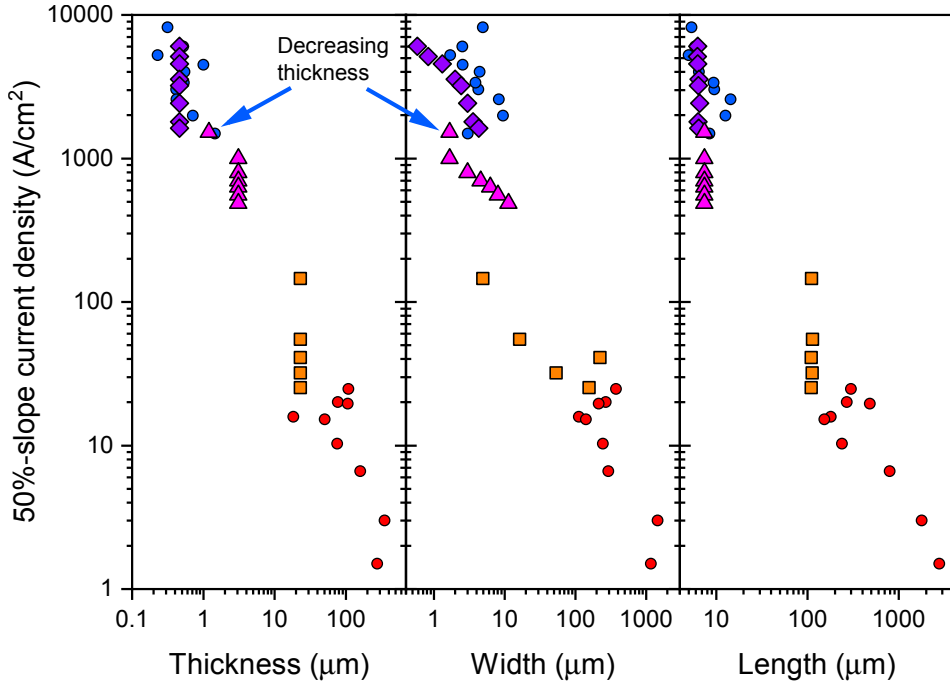 50%-slope current density (A/cm²)
10000
1000
100
10
1
Decreasing
thickness
0.1 1 10 100
1 10 100 1000
10 100 1000
Thickness (μm) Width (μm) Length (μm)